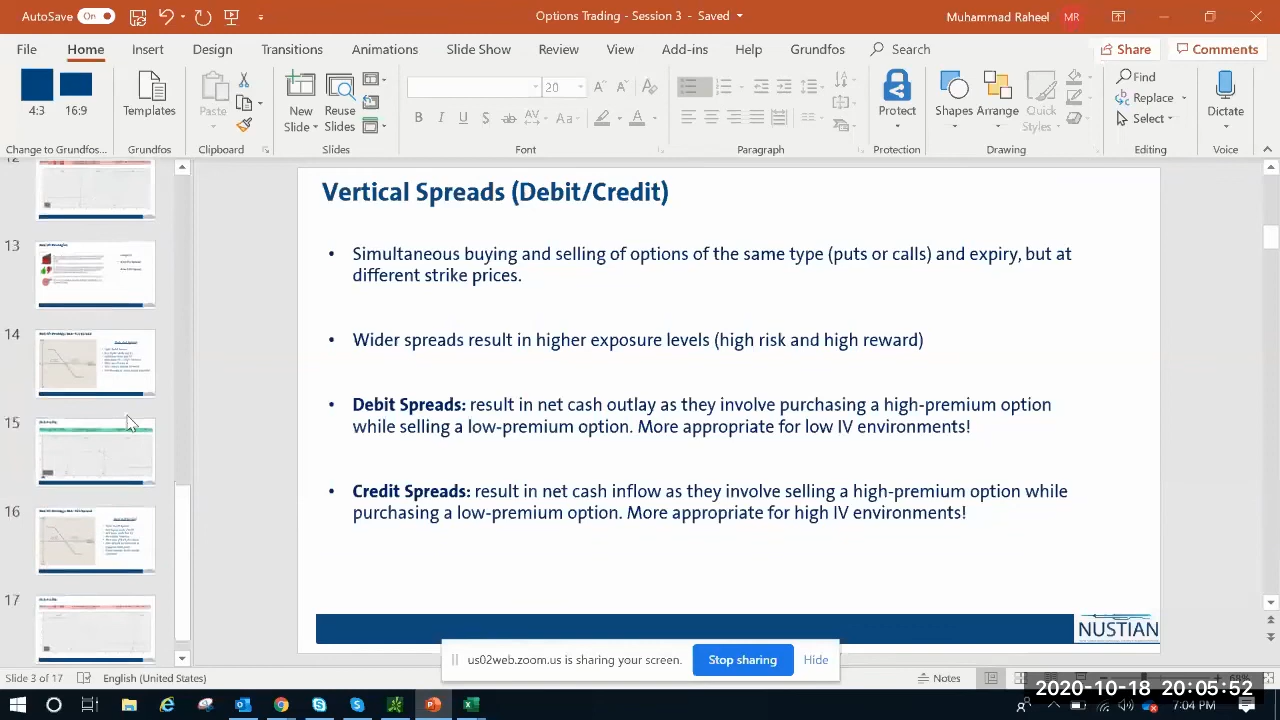 AutoSave On
Options Trading - Session 3 - Saved
Muhammad Raheel MR
File Home Insert Design Transitions Animations Slide Show Review View Add-ins Help Grundfos Search
Share Comments
4:3 16:9
Templates
Paste
New Slide
Reuse Slides
20
Protect
Shapes Arrange Quick Styles
Find
Replace
Select
Dictate
Change to Grundfos... Grundfos Clipboard Slides Font Paragraph Protection Drawing Editing Voice
12
13
14
15
16
17
Vertical Spreads (Debit/Credit)
• Simultaneous buying and selling of options of the same type (puts or calls) and expiry, but at
different strike prices.
• Wider spreads result in higher exposure levels (high risk and high reward)
• Debit Spreads: result in net cash outlay as they involve purchasing a high-premium option
while selling a low-premium option. More appropriate for low IV environments!
• Credit Spreads: result in net cash inflow as they involve selling a high-premium option while
purchasing a low-premium option. More appropriate for high IV environments!
NUSTIAN
us02web.zoom.us is sharing your screen. Stop sharing Hide
Slide 3 of 17 English (United States) Notes 68%
2020-10-18 20:05:52
7:04 PM